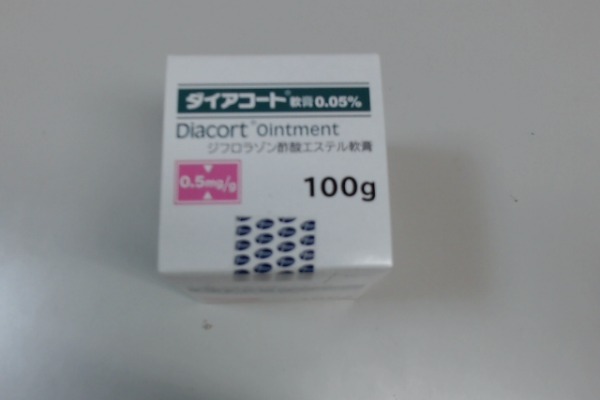 ダイアコート®軟膏0.05%
Diacort®Ointment
ジフロラゾン酢酸エステル軟膏
0.5mg/g
100g